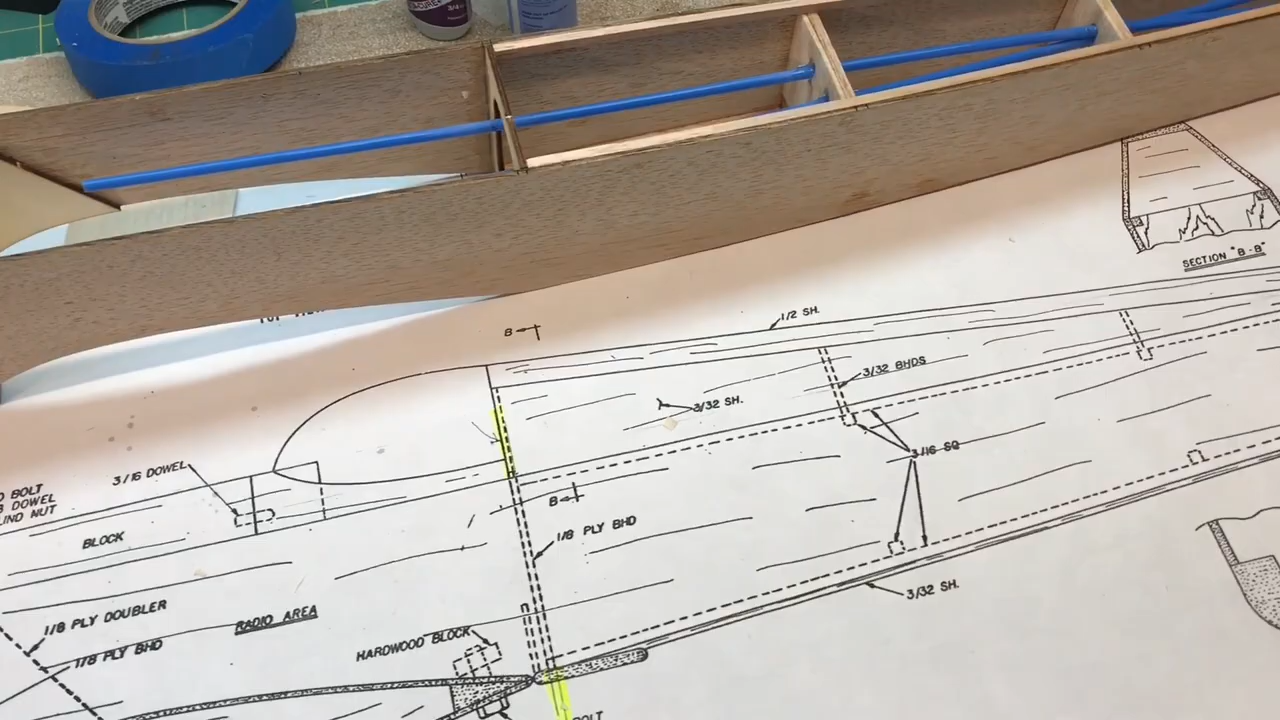 3/4
SECTION "B-B"
B
1/2 SH.
3/32 BHDS
3/32 SH.
3/16 SQ
3/16 DOWEL
BOLT
DOWEL
BLOCK
B
1/8 PLY BHD
3/32 SH.
1/8 PLY DOUBLER
RADIO AREA
HARDWOOD BLOCK
1/8 PLY BHD
BOLT